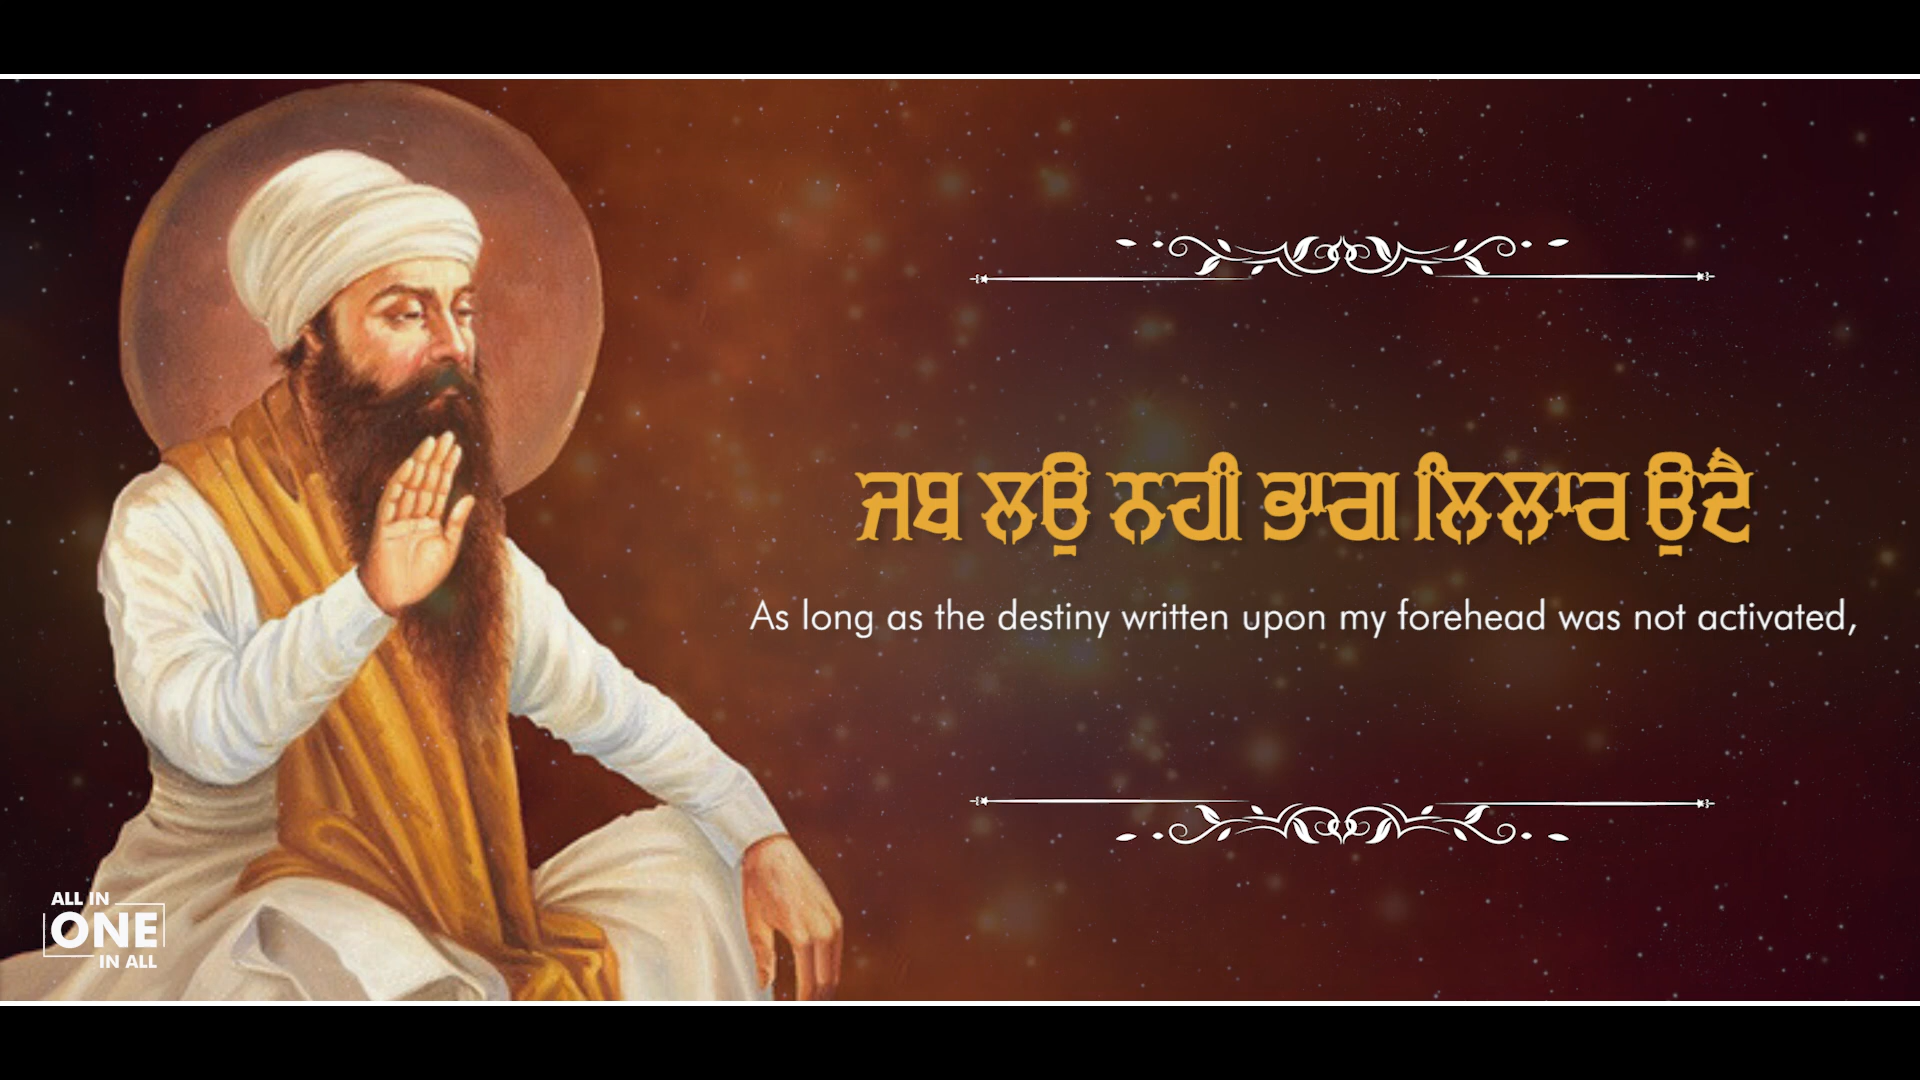 ਜਬ ਲਉ ਨਹੀ ਭਾਗ ਲਿਲਾਰ ਉਦੈ
As long as the destiny written upon my forehead was not activated,
ALL IN
ONE
IN ALL